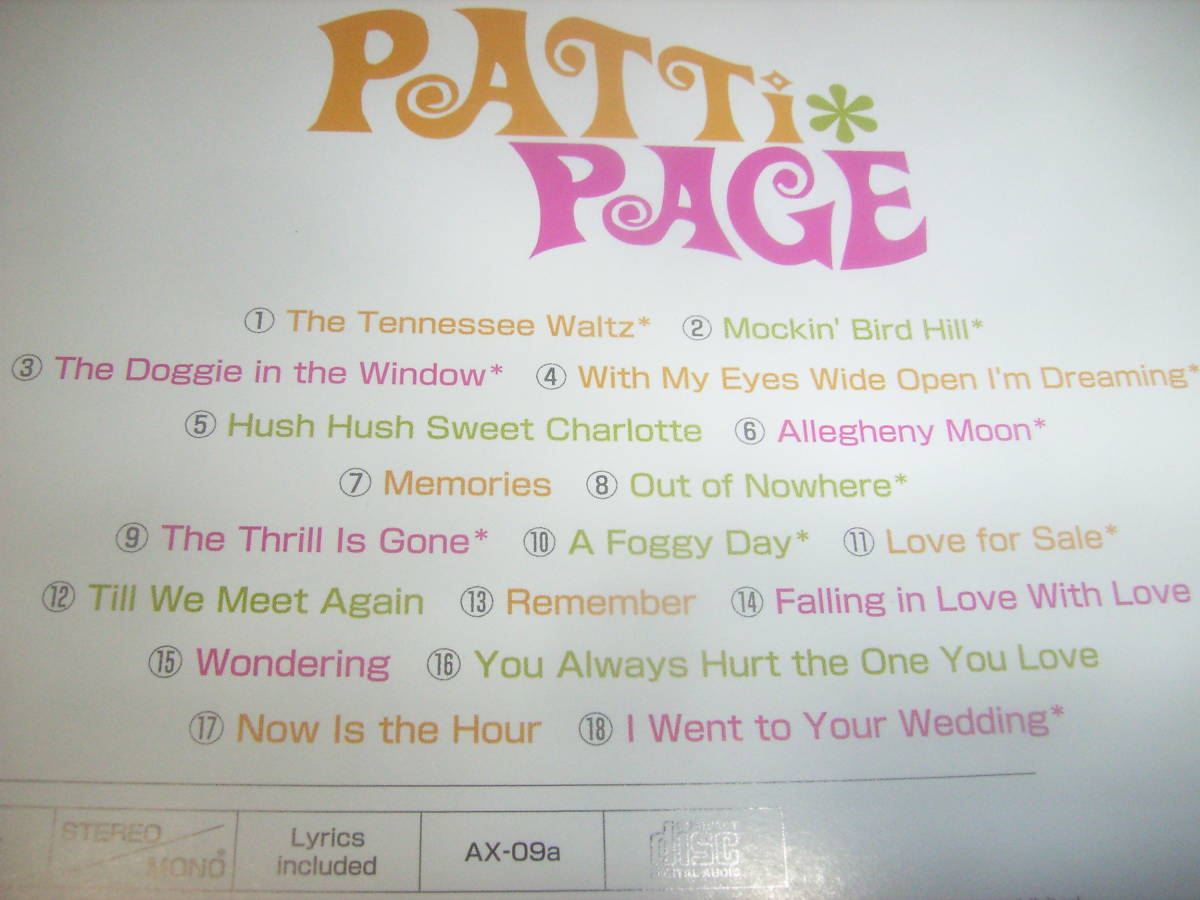 PATTi*
PAGE
① The Tennessee Waltz* ② Mockin' Bird Hill*
③ The Doggie in the Window* ④ With My Eyes Wide Open I'm Dreaming*
⑤ Hush Hush Sweet Charlotte ⑥ Allegheny Moon*
⑦ Memories ⑧ Out of Nowhere*
⑨ The Thrill Is Gone* ⑩ A Foggy Day* ⑪ Love for Sale*
⑫ Till We Meet Again ⑬ Remember ⑭ Falling in Love With Love
⑮ Wondering ⑯ You Always Hurt the One You Love
⑰ Now Is the Hour ⑱ I Went to Your Wedding*
STEREO
MONO*
Lyrics
included
AX-09a
COMPACT
disc
DIGITAL AUDIO